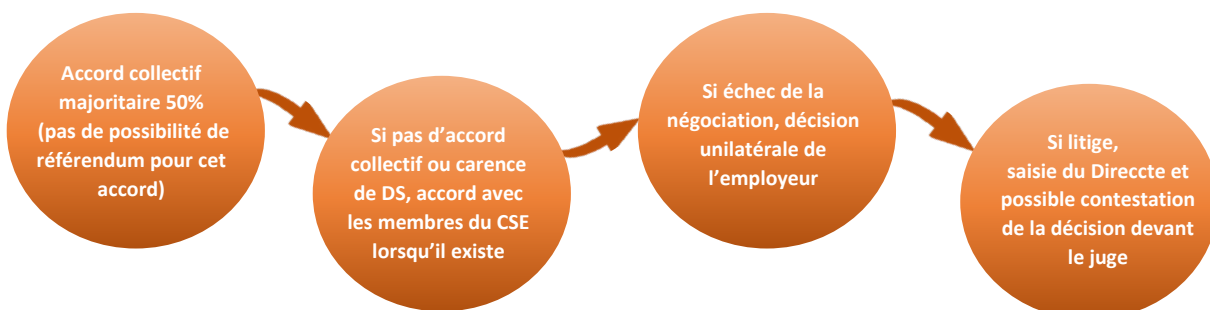 Accord collectif
majoritaire 50%
(pas de possibilité de
référendum pour cet
accord)
Si pas d’accord
collectif ou carence
de DS, accord avec
les membres du CSE
lorsqu’il existe
Si échec de la
négociation, décision
unilatérale de
l’employeur
Si litige,
saisie du Direccte et
possible contestation
de la décision devant
le juge